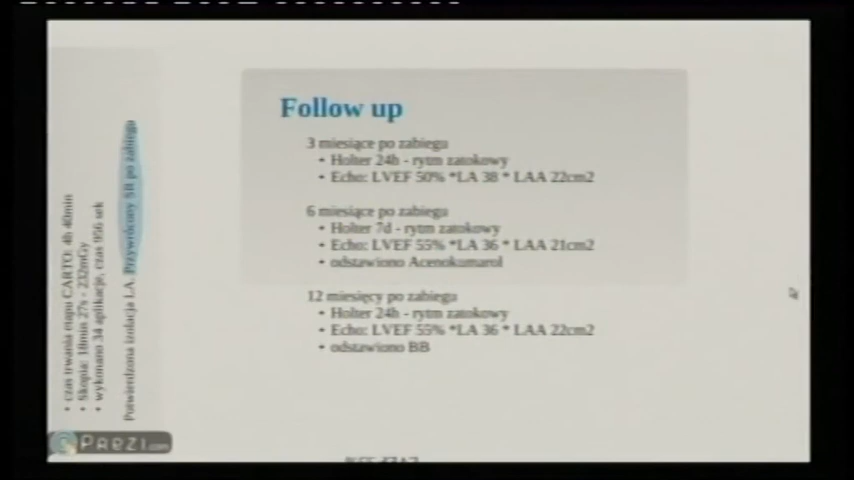 Follow up
3 miesiące po zabiegu
• Holter 24h - rytm zatokowy
• Echo: LVEF 50% *LA 38 * LAA 22cm2
6 miesiące po zabiegu
• Holter 7d - rytm zatokowy
• Echo: LVEF 55% *LA 36 * LAA 21cm2
• odstawiono Acenokumarol
12 miesięcy po zabiegu
• Holter 24h - rytm zatokowy
• Echo: LVEF 55% *LA 36 * LAA 22cm2
• odstawiono BB
• czas trwania etapu CARTO: 4h 40min
• Skopia: 18min 27s - 232mGy
• wykonano 34 aplikacje, czas 956 sek
Potwierdzona izolacja LA. Przywrócony SR po zabiegu
Prezi.com